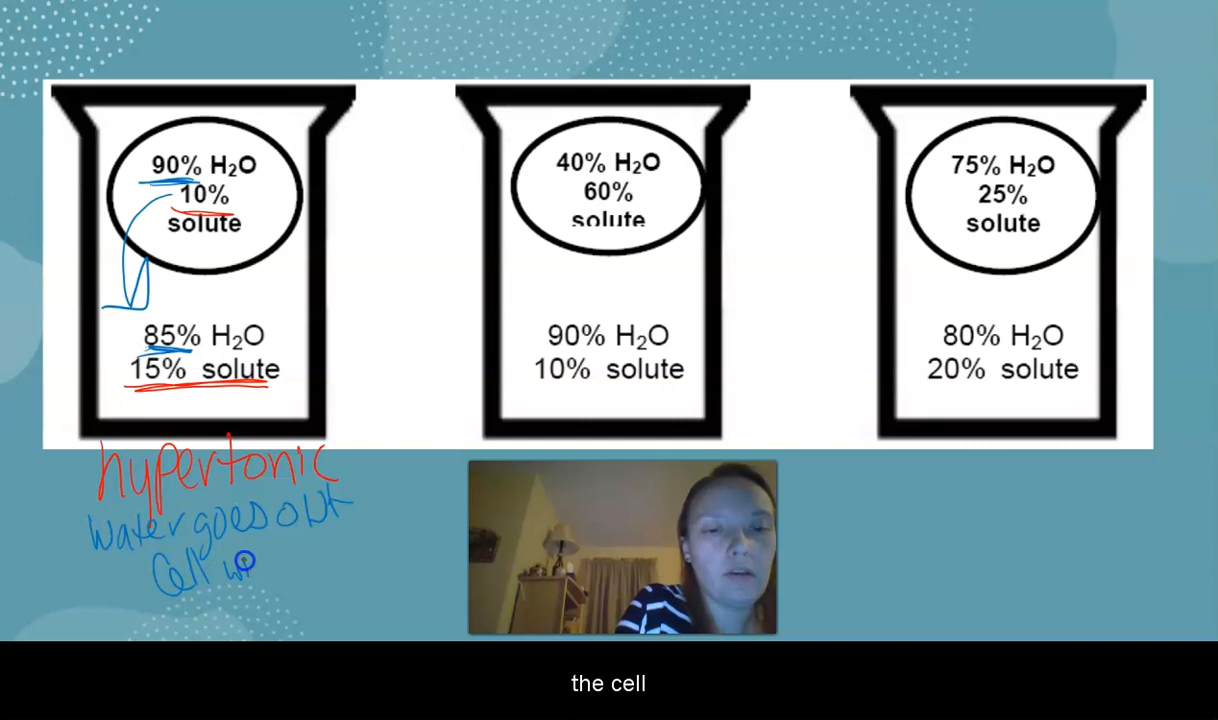 90% H₂O
10%
solute
85% H₂O
15% solute
40% H₂O
60%
solute
90% H₂O
10% solute
75% H₂O
25%
solute
80% H₂O
20% solute
hypertonic
water goes out
Cell
the cell